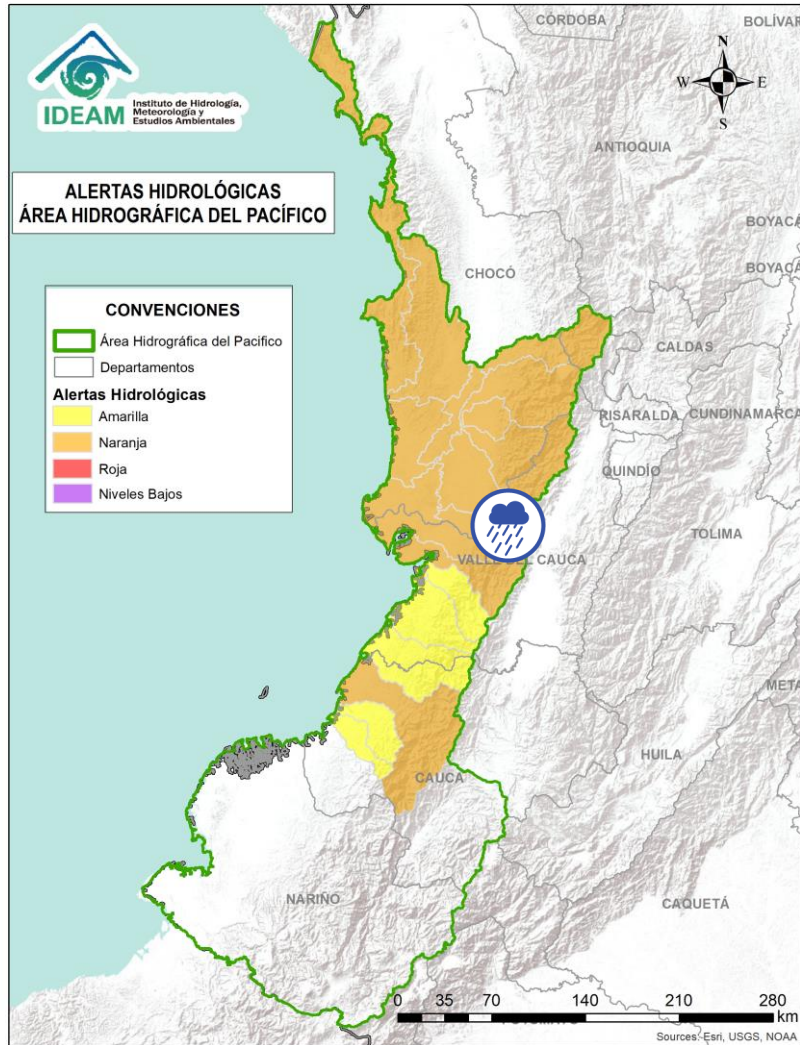 CÓRDOBA
BOLÍVAR
N
W
E
S
IDEAM
Instituto de Hidrología,
Meteorología y
Estudios Ambientales
ANTIOQUIA
ALERTAS HIDROLÓGICAS
ÁREA HIDROGRÁFICA DEL PACÍFICO
BOYACÁ
BOYACÁ
CHOCÓ
CONVENCIONES
Área Hidrográfica del Pacifico
Departamentos
Alertas Hidrológicas
Amarilla
Naranja
Roja
Niveles Bajos
CALDAS
RISARALDA
CUNDINAMARCA
QUINDÍO
TOLIMA
VALLE DEL CAUCA
META
HUILA
CAUCA
NARIÑO
CAQUETÁ
0 35 70 140 210 280
km
Sources: Esri, USGS, NOAA